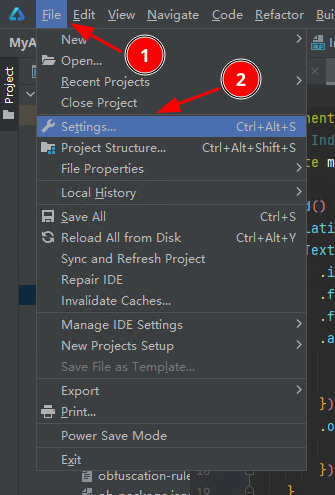 File Edit View Navigate Code Refactor
MyA
1
2
Project
New
Open...
Recent Projects
Close Project
Settings... Ctrl+Alt+S
Project Structure... Ctrl+Alt+Shift+S
File Properties
Local History
Save All Ctrl+S
Reload All from Disk Ctrl+Alt+Y
Sync and Refresh Project
Repair IDE
Invalidate Caches...
Manage IDE Settings
New Projects Setup
Save File as Template...
Export
Print...
Power Save Mode
Exit
obfuscation-rule
18 })
19 }